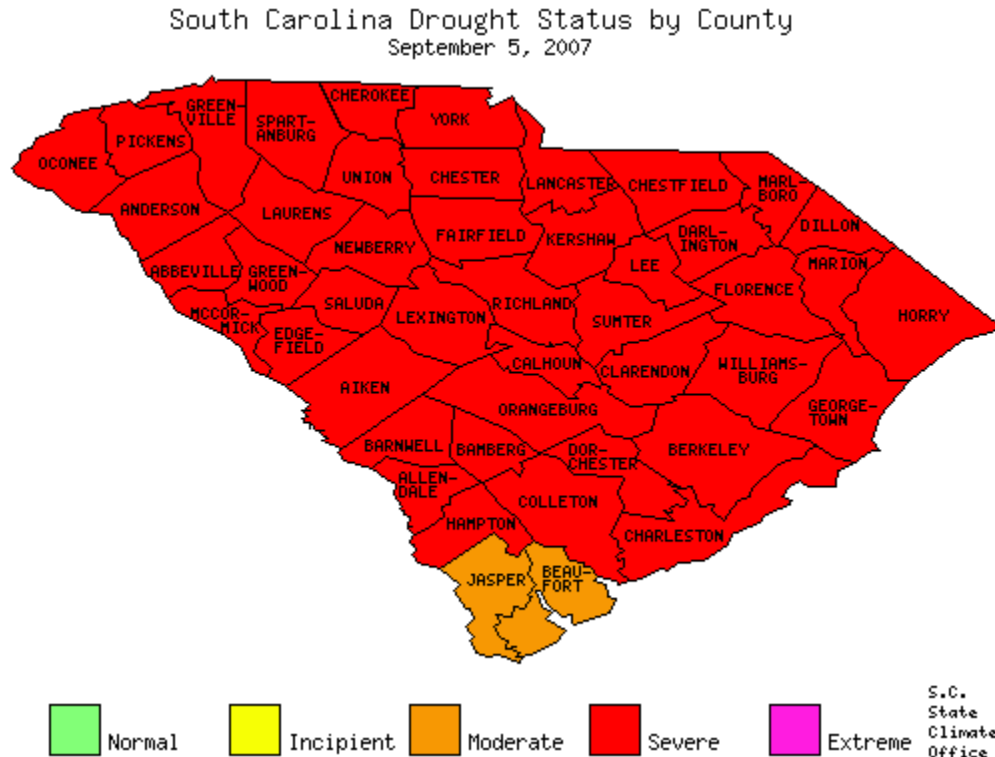 South Carolina Drought Status by County
September 5, 2007
CHEROKEE
GREEN-
VILLE
SPART-
ANBURG
YORK
PICKENS
OCONEE
UNION
CHESTER
LANCASTER
CHESTFIELD
MARL-
BORO
ANDERSON
LAURENS
DILLON
NEWBERRY
FAIRFIELD
KERSHAW
DARL-
INGTON
LEE
MARION
ABBEVILLE
GREEN-
WOOD
FLORENCE
SALUDA
RICHLAND
MCCOR-
MICK
LEXINGTON
SUMTER
HORRY
EDGE-
FIELD
CALHOUN
CLARENDON
WILLIAMS-
BURG
AIKEN
ORANGEBURG
GEORGE-
TOWN
BARNWELL
BAMBERG
DOR-
CHESTER
BERKELEY
ALLEN-
DALE
COLLETON
HAMPTON
CHARLESTON
JASPER
BEAU-
FORT
Normal
Incipient
Moderate
Severe
Extreme
S.C.
State
Climate
Office